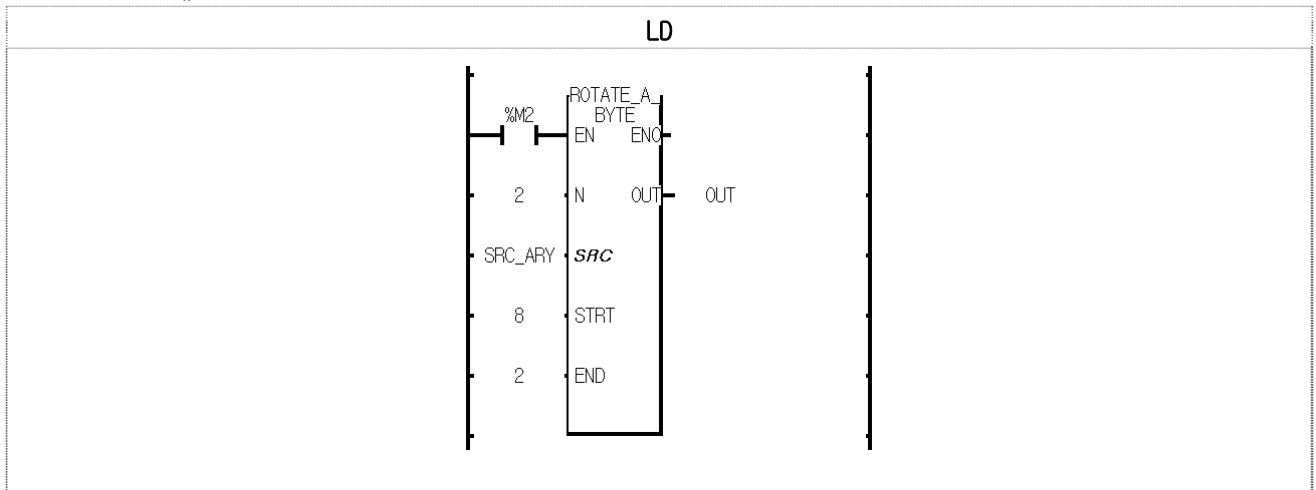 LD
ROTATE_A_
BYTE
%M2
EN ENO
2 N OUT OUT
SRC_ARY SRC
8 STRT
2 END